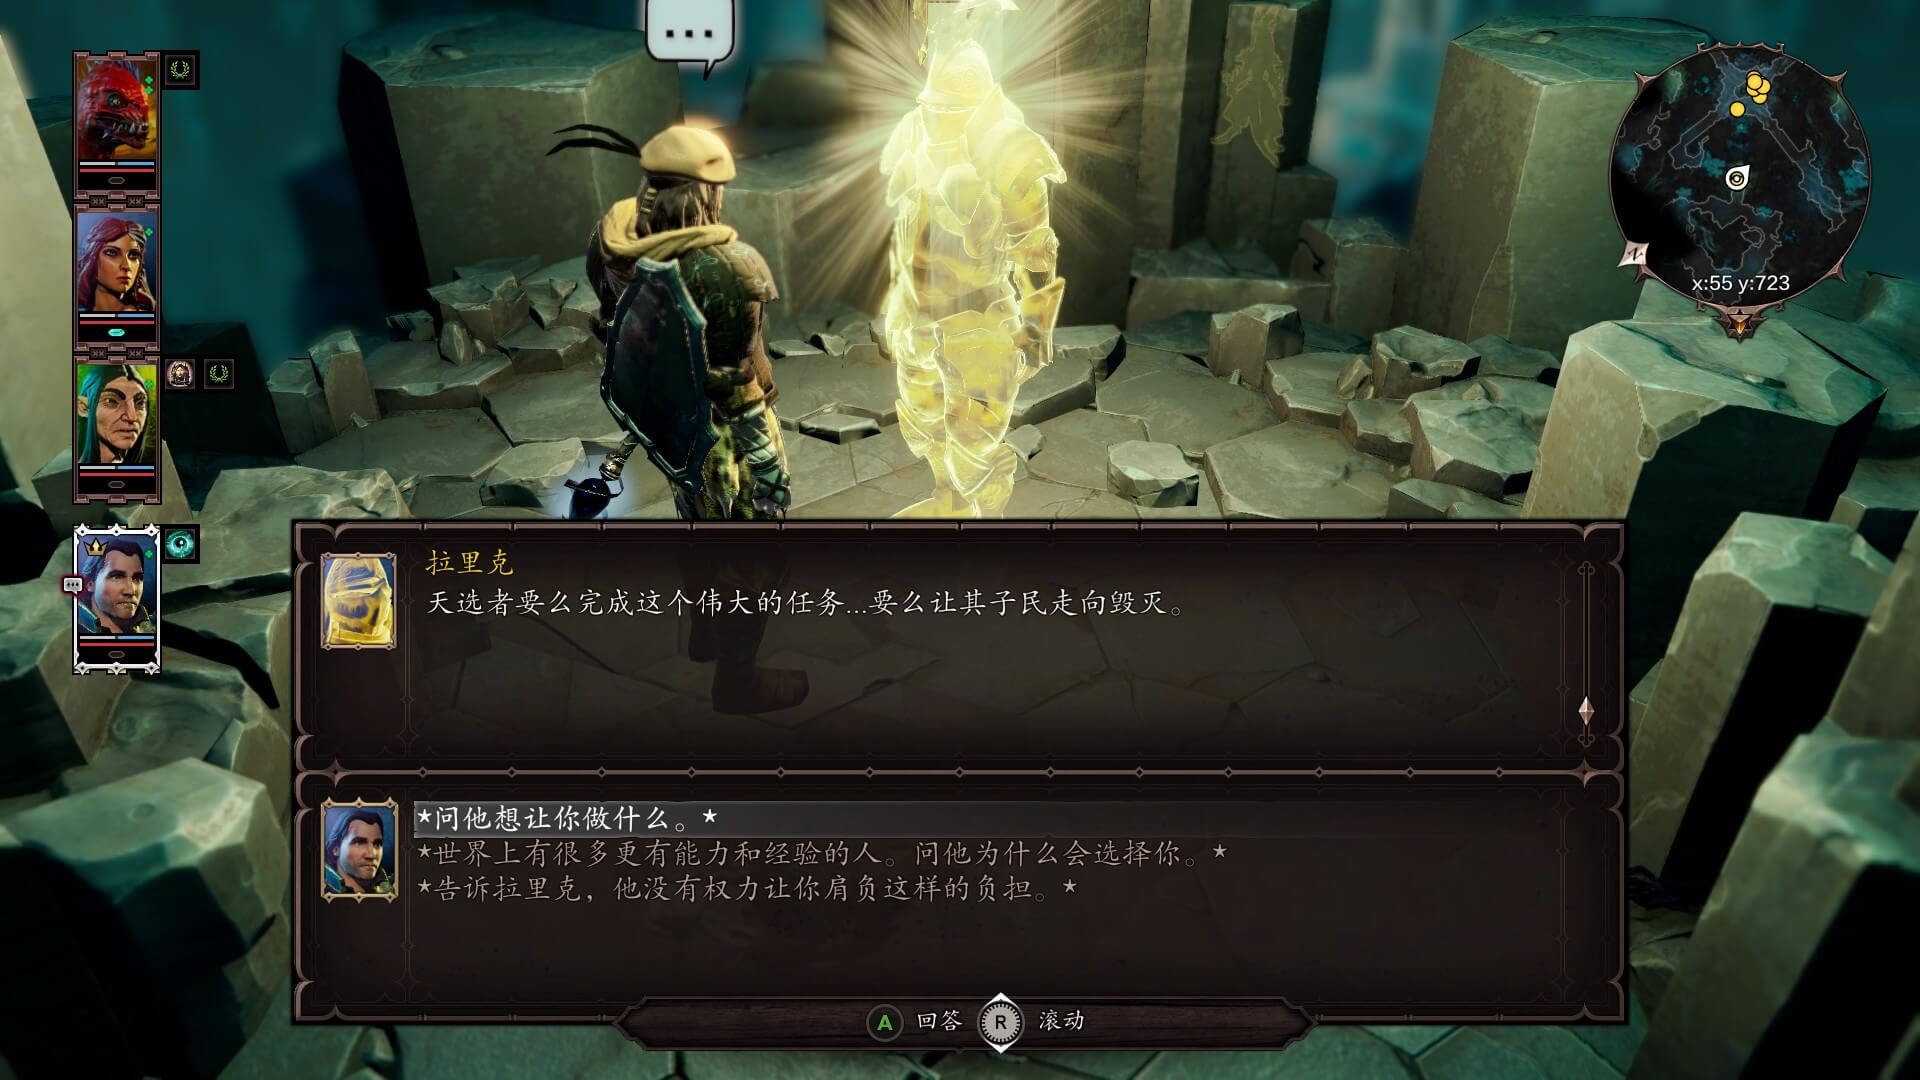 ...
x:55 y:723
拉里克
天选者要么完成这个伟大的任务...要么让其子民走向毁灭。
*问他想让你做什么。*
*世界上有很多更有能力和经验的人。问他为什么会选择你。*
*告诉拉里克，他没有权力让你肩负这样的负担。*
A 回答 R 滚动